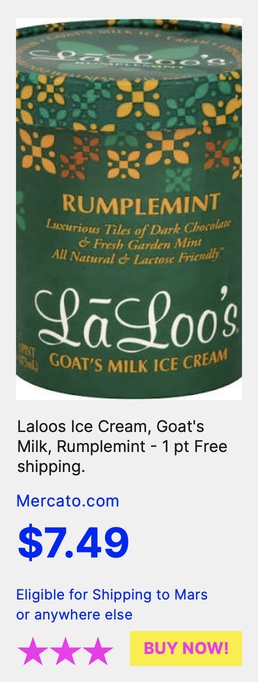 LaLoo's
RUMPLEMINT
Luxurious Tiles of Dark Chocolate
& Fresh Garden Mint
All Natural & Lactose Friendly™
LāLoo's
GOAT'S MILK ICE CREAM
Laloos Ice Cream, Goat's
Milk, Rumplemint - 1 pt Free
shipping.
Mercato.com
$7.49
Eligible for Shipping to Mars
or anywhere else
BUY NOW!